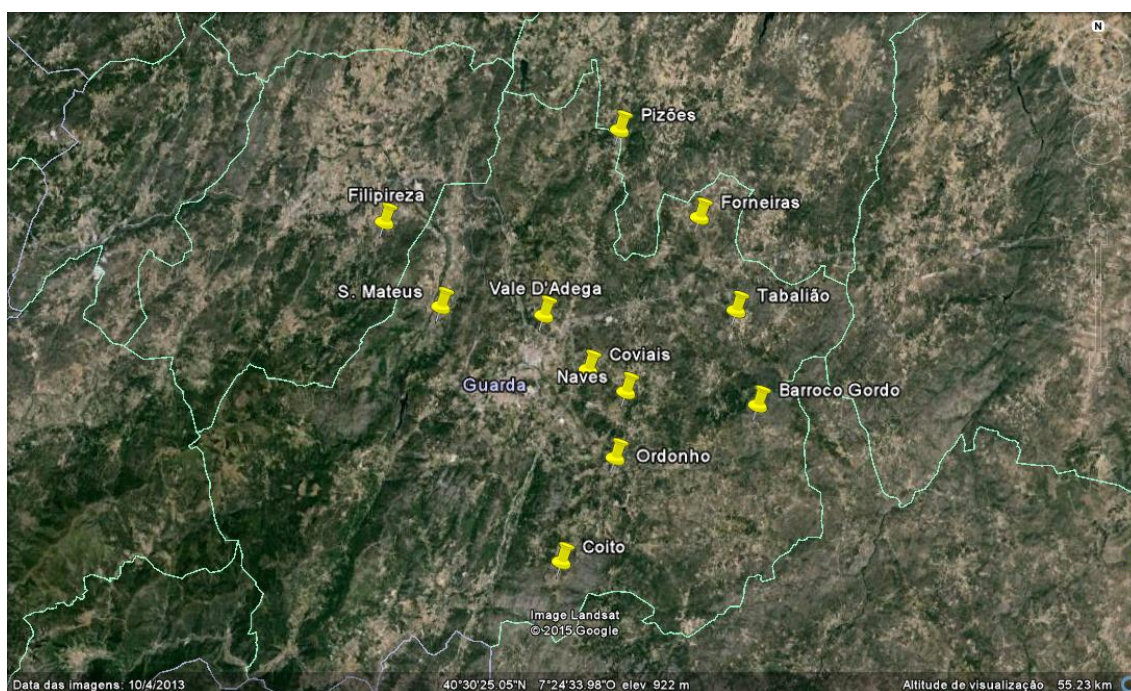 N
Pizões
Filipireza
Forneiras
S. Mateus
Vale D'Adega
Tabalião
Coviais
Naves
Guarda
Barroco Gordo
Ordonho
Coito
Image Landsat
© 2015 Google
Data das imagens: 10/4/2013
40°30'25.05"N 7°24'33.98"O elev 922 m
Altitude de visualização 55.23 km